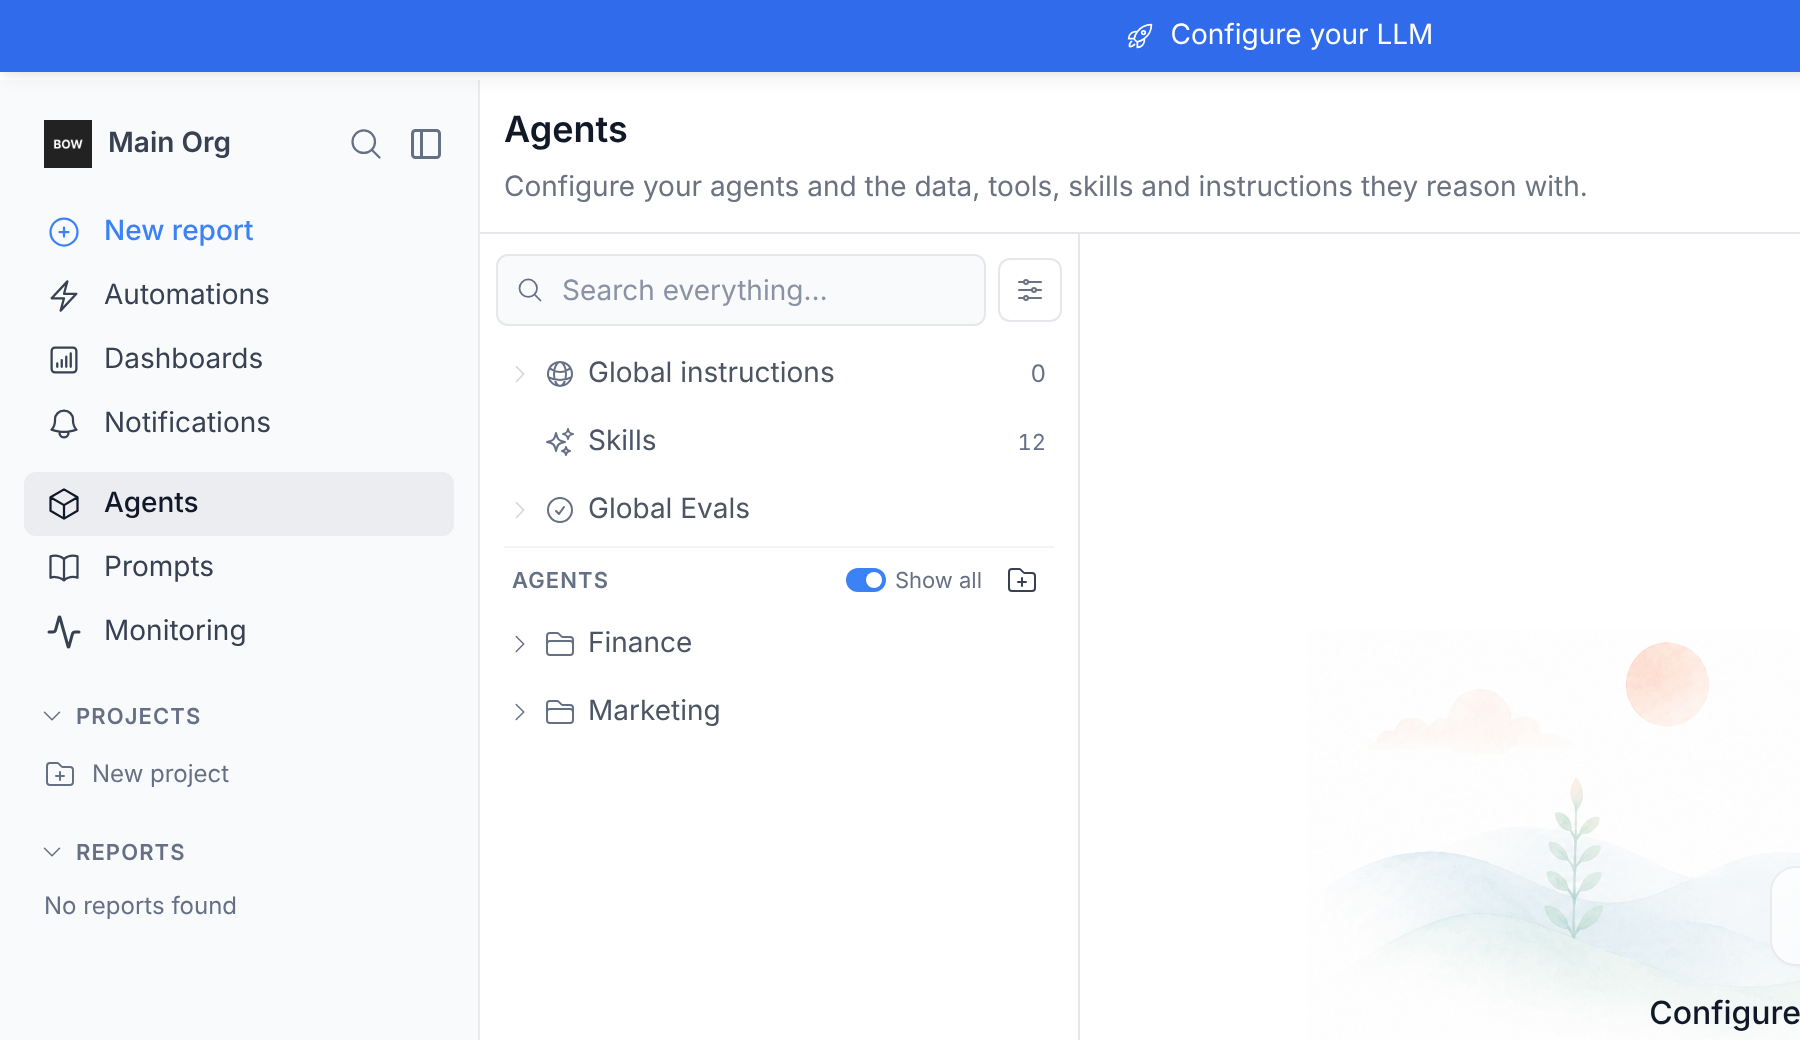 Configure your LLM
BOW
Main Org
New report
Automations
Dashboards
Notifications
Agents
Prompts
Monitoring
PROJECTS
New project
REPORTS
No reports found
Agents
Configure your agents and the data, tools, skills and instructions they reason with.
Search everything...
Global instructions 0
Skills 12
Global Evals
AGENTS Show all
Finance
Marketing
Configure